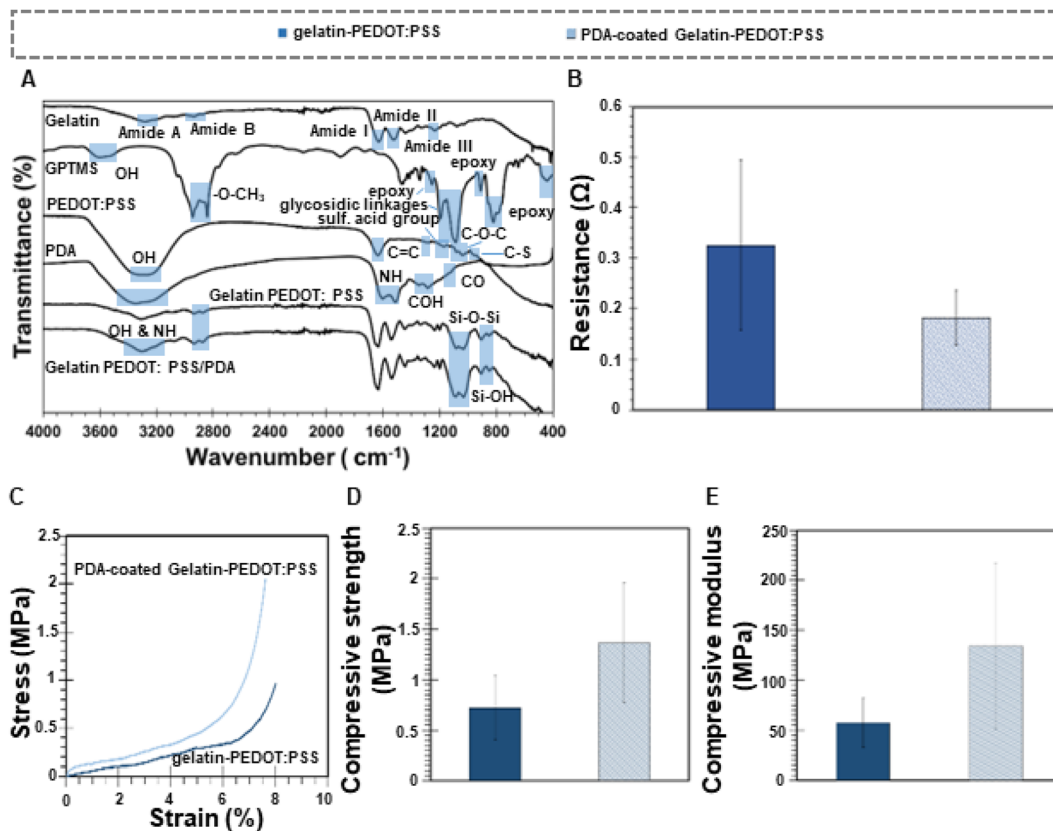 gelatin-PEDOT:PSS
PDA-coated Gelatin-PEDOT:PSS
A
Gelatin
Amide A
Amide B
Amide I
Amide II
Amide III
GPTMS
OH
-O-CH3
epoxy
epoxy
epoxy
glycosidic linkages
sulf. acid group
PEDOT:PSS
OH
C=C
C-O-C
C-S
PDA
NH
COH
CO
Gelatin PEDOT: PSS
OH & NH
Si-O-Si
Gelatin PEDOT: PSS/PDA
Si-OH
4000 3600 3200 2800 2400 2000 1600 1200 800 400
Wavenumber ( cm-1)
Transmittance (%)
B
0.6
0.5
0.4
0.3
0.2
0.1
0
Resistance (Ω)
C
2.5
2
1.5
1
0.5
0
PDA-coated Gelatin-PEDOT:PSS
gelatin-PEDOT:PSS
0 2 4 6 8 10
Strain (%)
Stress (MPa)
D
2.5
2
1.5
1
0.5
0
Compressive strength
(MPa)
E
250
200
150
100
50
0
Compressive modulus
(MPa)